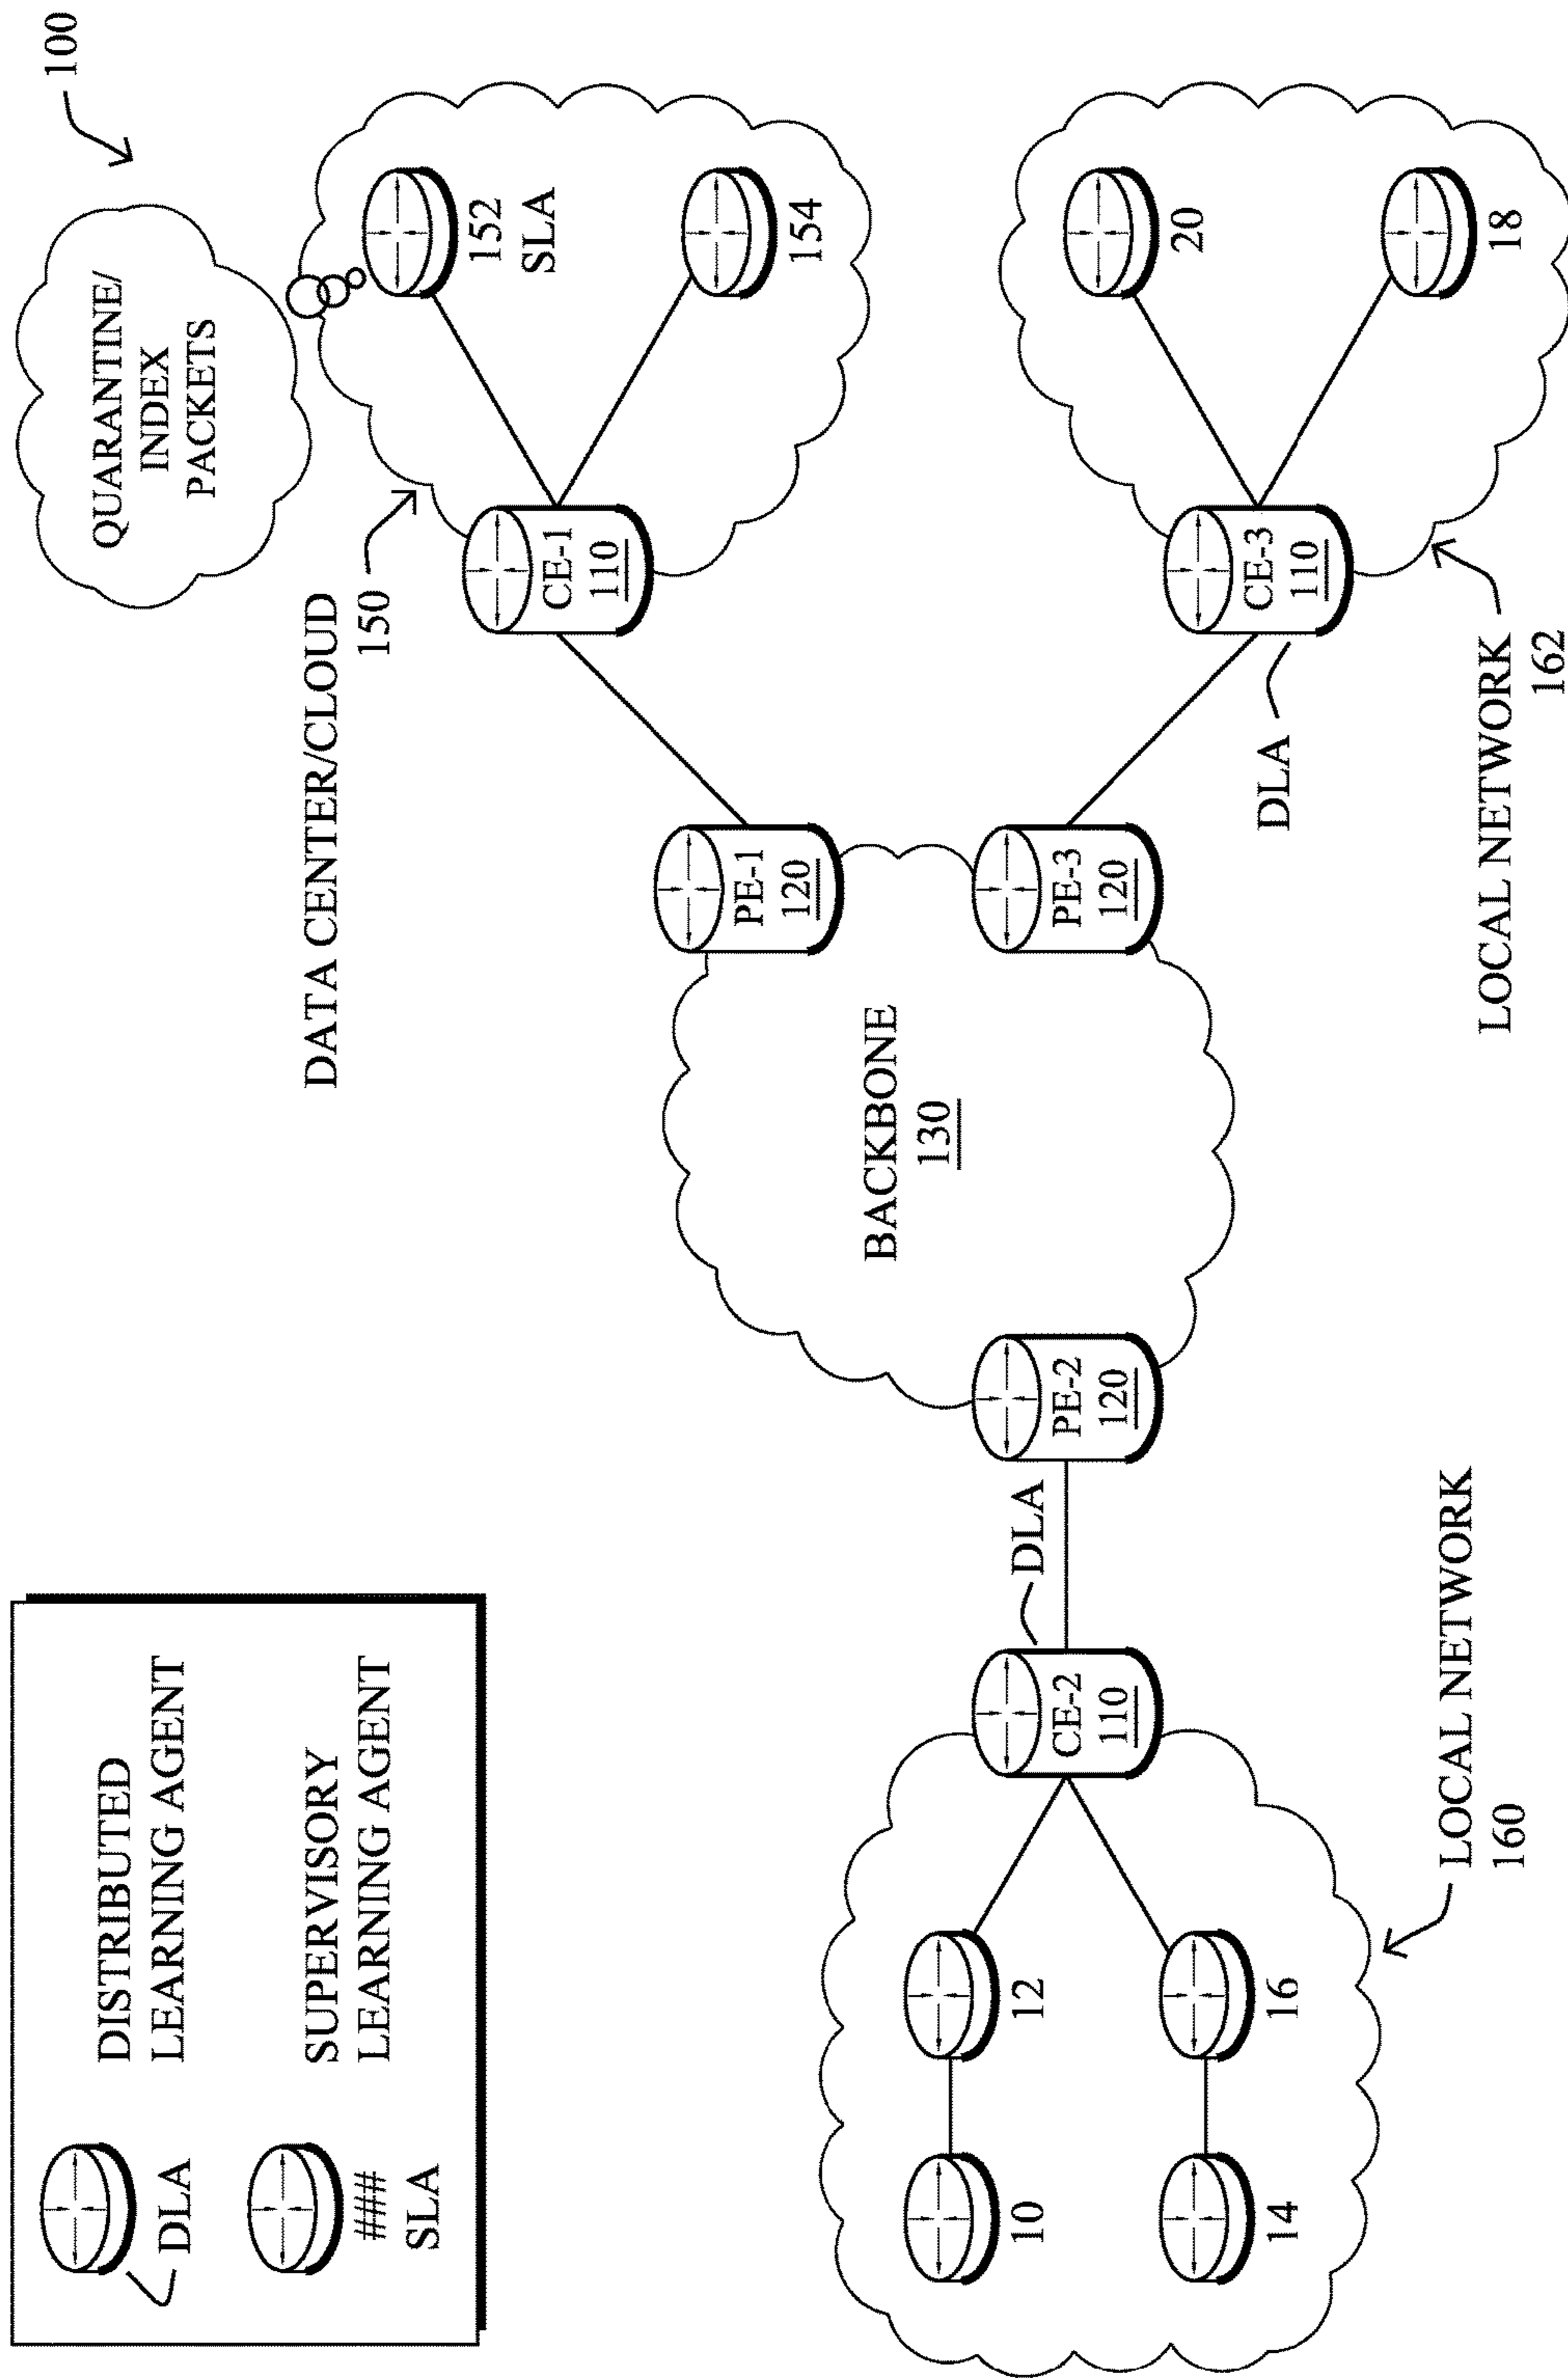 DISTRIBUTED
LEARNING AGENT
DLA
SUPERVISORY
LEARNING AGENT
###
SLA
100
QUARANTINE/
INDEX
PACKETS
DATA CENTER/CLOUD
150
152
SLA
154
CE-1
110
PE-1
120
BACKBONE
130
PE-2
120
PE-3
120
DLA
CE-2
110
10
12
14
16
LOCAL NETWORK
160
DLA
CE-3
110
20
18
LOCAL NETWORK
162